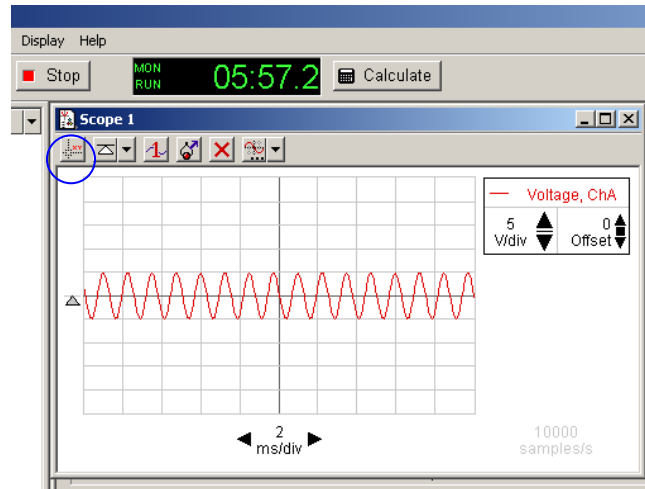 Display Help
Stop
MON
RUN
05:57.2
Calculate
Scope 1
Voltage, ChA
5
V/div
0
Offset
2
ms/div
10000
samples/s